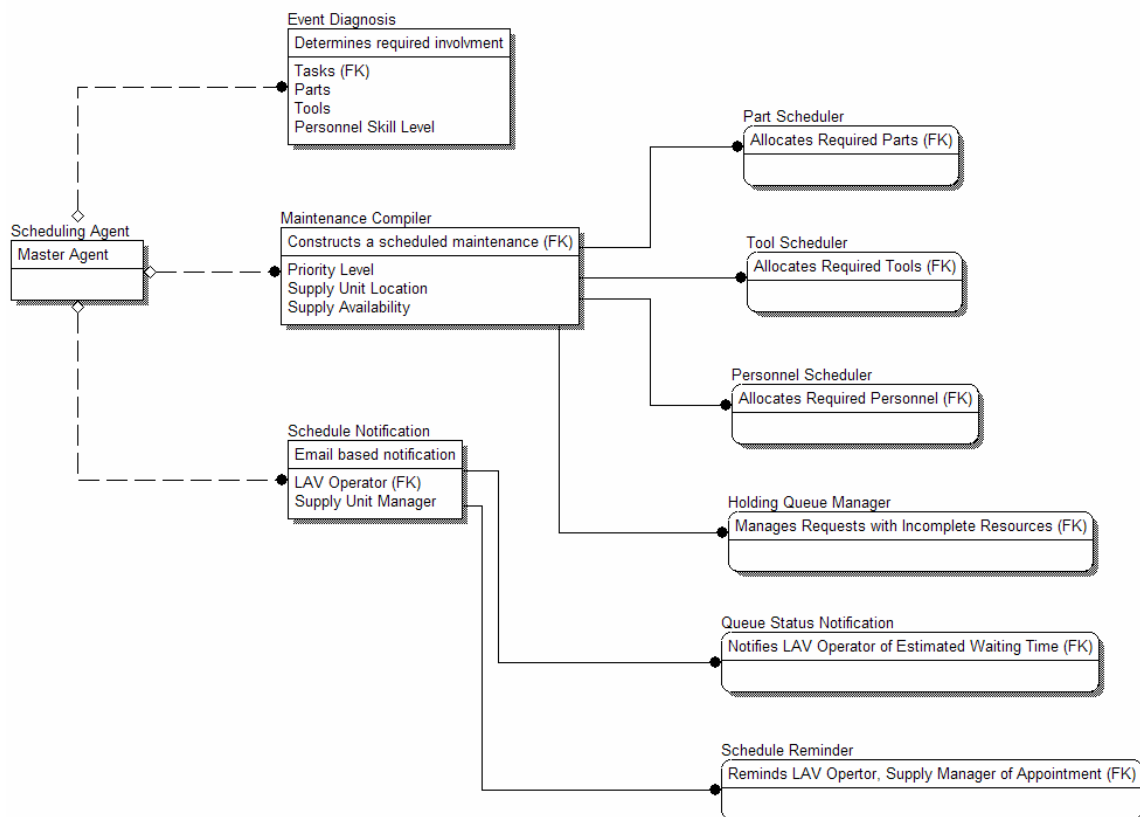 Event Diagnosis
Determines required involvment
Tasks (FK)
Parts
Tools
Personnel Skill Level
Part Scheduler
Allocates Required Parts (FK)
Scheduling Agent
Master Agent
Maintenance Compiler
Constructs a scheduled maintenance (FK)
Priority Level
Supply Unit Location
Supply Availability
Tool Scheduler
Allocates Required Tools (FK)
Personnel Scheduler
Allocates Required Personnel (FK)
Schedule Notification
Email based notification
LAV Operator (FK)
Supply Unit Manager
Holding Queue Manager
Manages Requests with Incomplete Resources (FK)
Queue Status Notification
Notifies LAV Operator of Estimated Waiting Time (FK)
Schedule Reminder
Reminds LAV Opertor, Supply Manager of Appointment (FK)